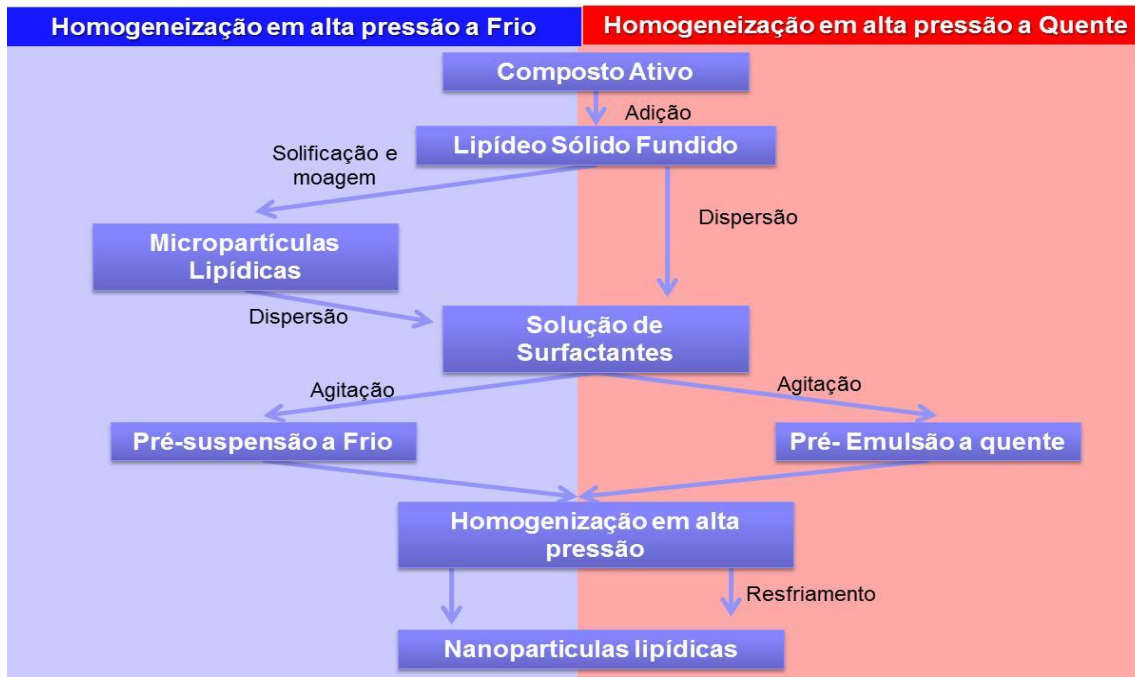 Homogeneização em alta pressão a Frio
Homogeneização em alta pressão a Quente
Composto Ativo
Adição
Lipídeo Sólido Fundido
Solificação e
moagem
Dispersão
Micropartículas
Lipídicas
Dispersão
Solução de
Surfactantes
Agitação
Agitação
Pré-suspensão a Frio
Pré- Emulsão a quente
Homogenização em alta
pressão
Resfriamento
Nanoparticulas lipídicas